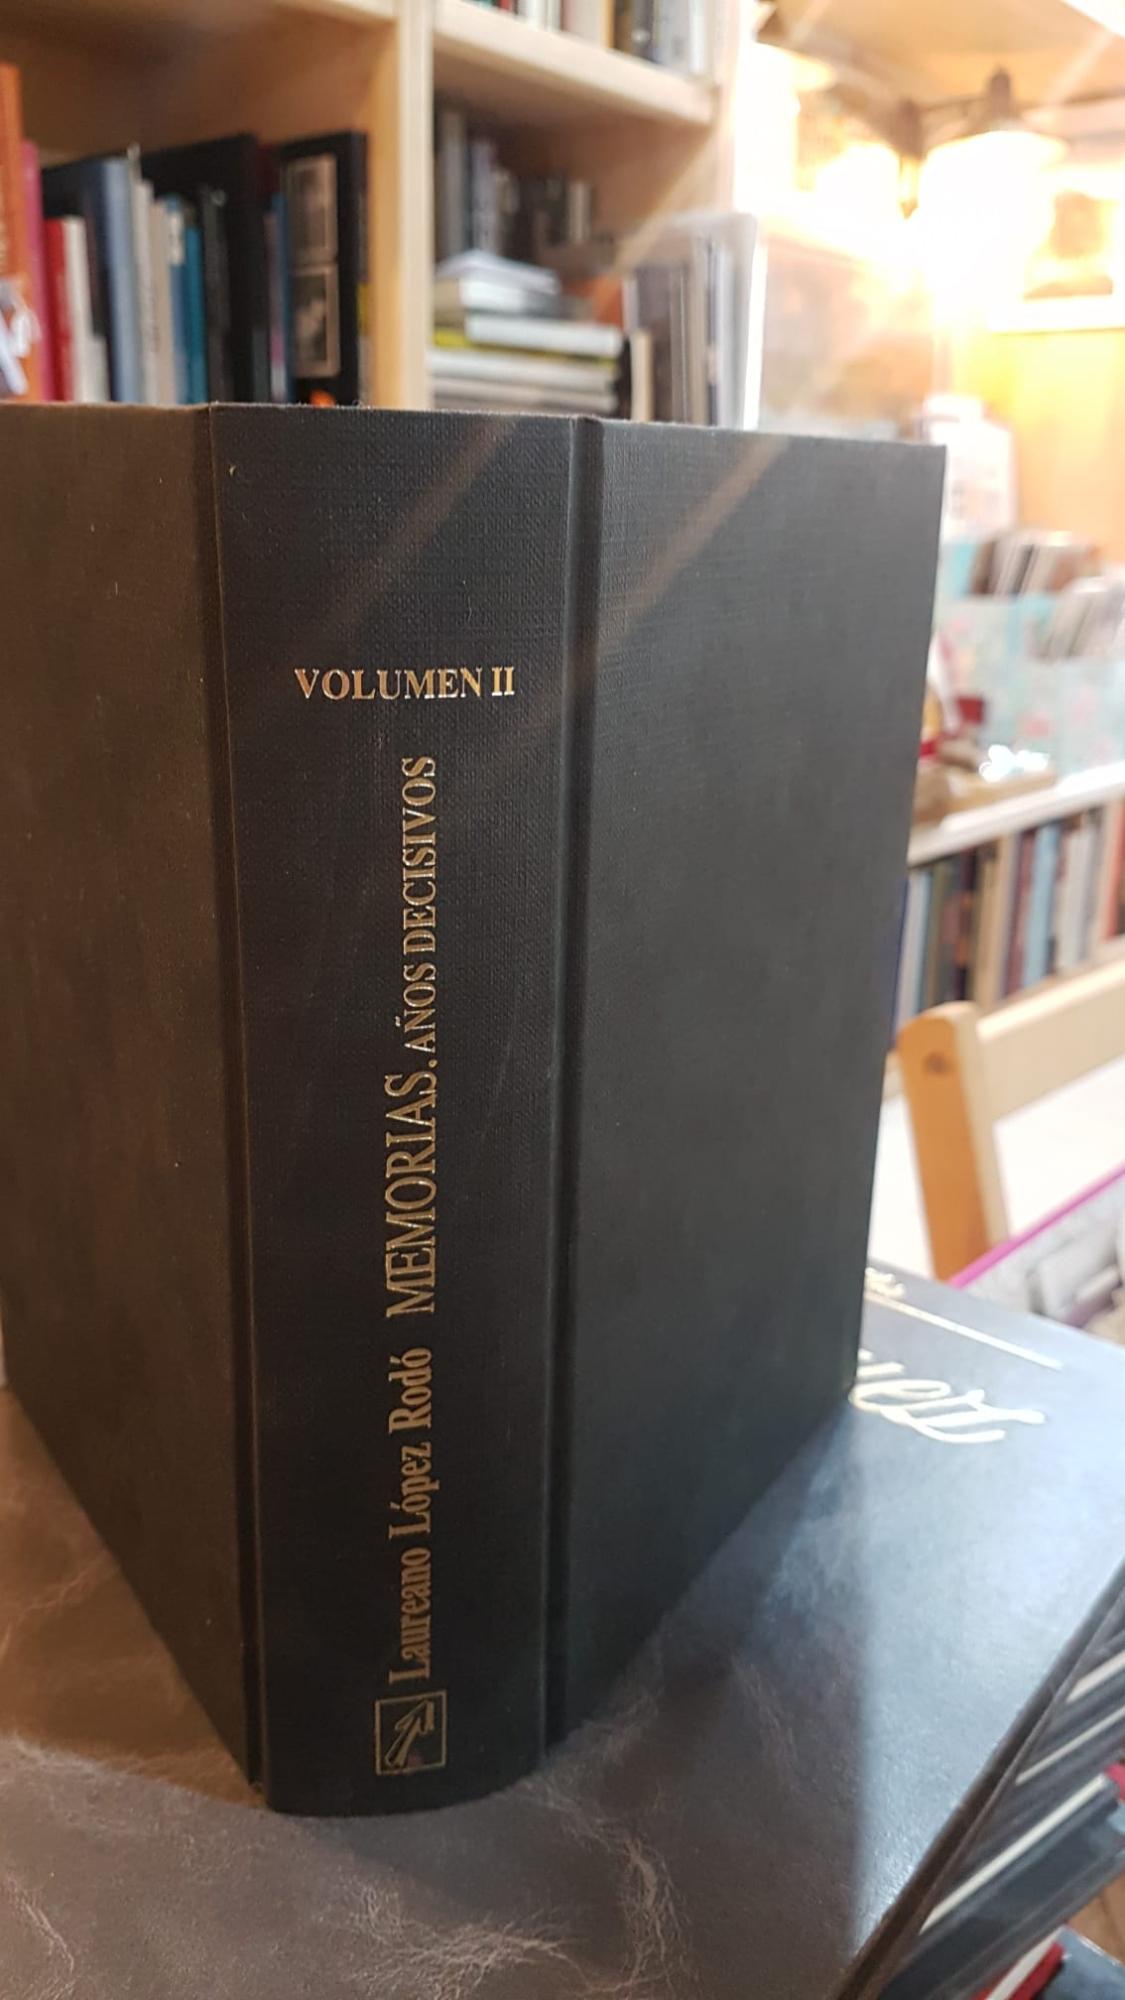 VOLUMEN II
Laureano López Rodó MEMORIAS. AÑOS DECISIVOS